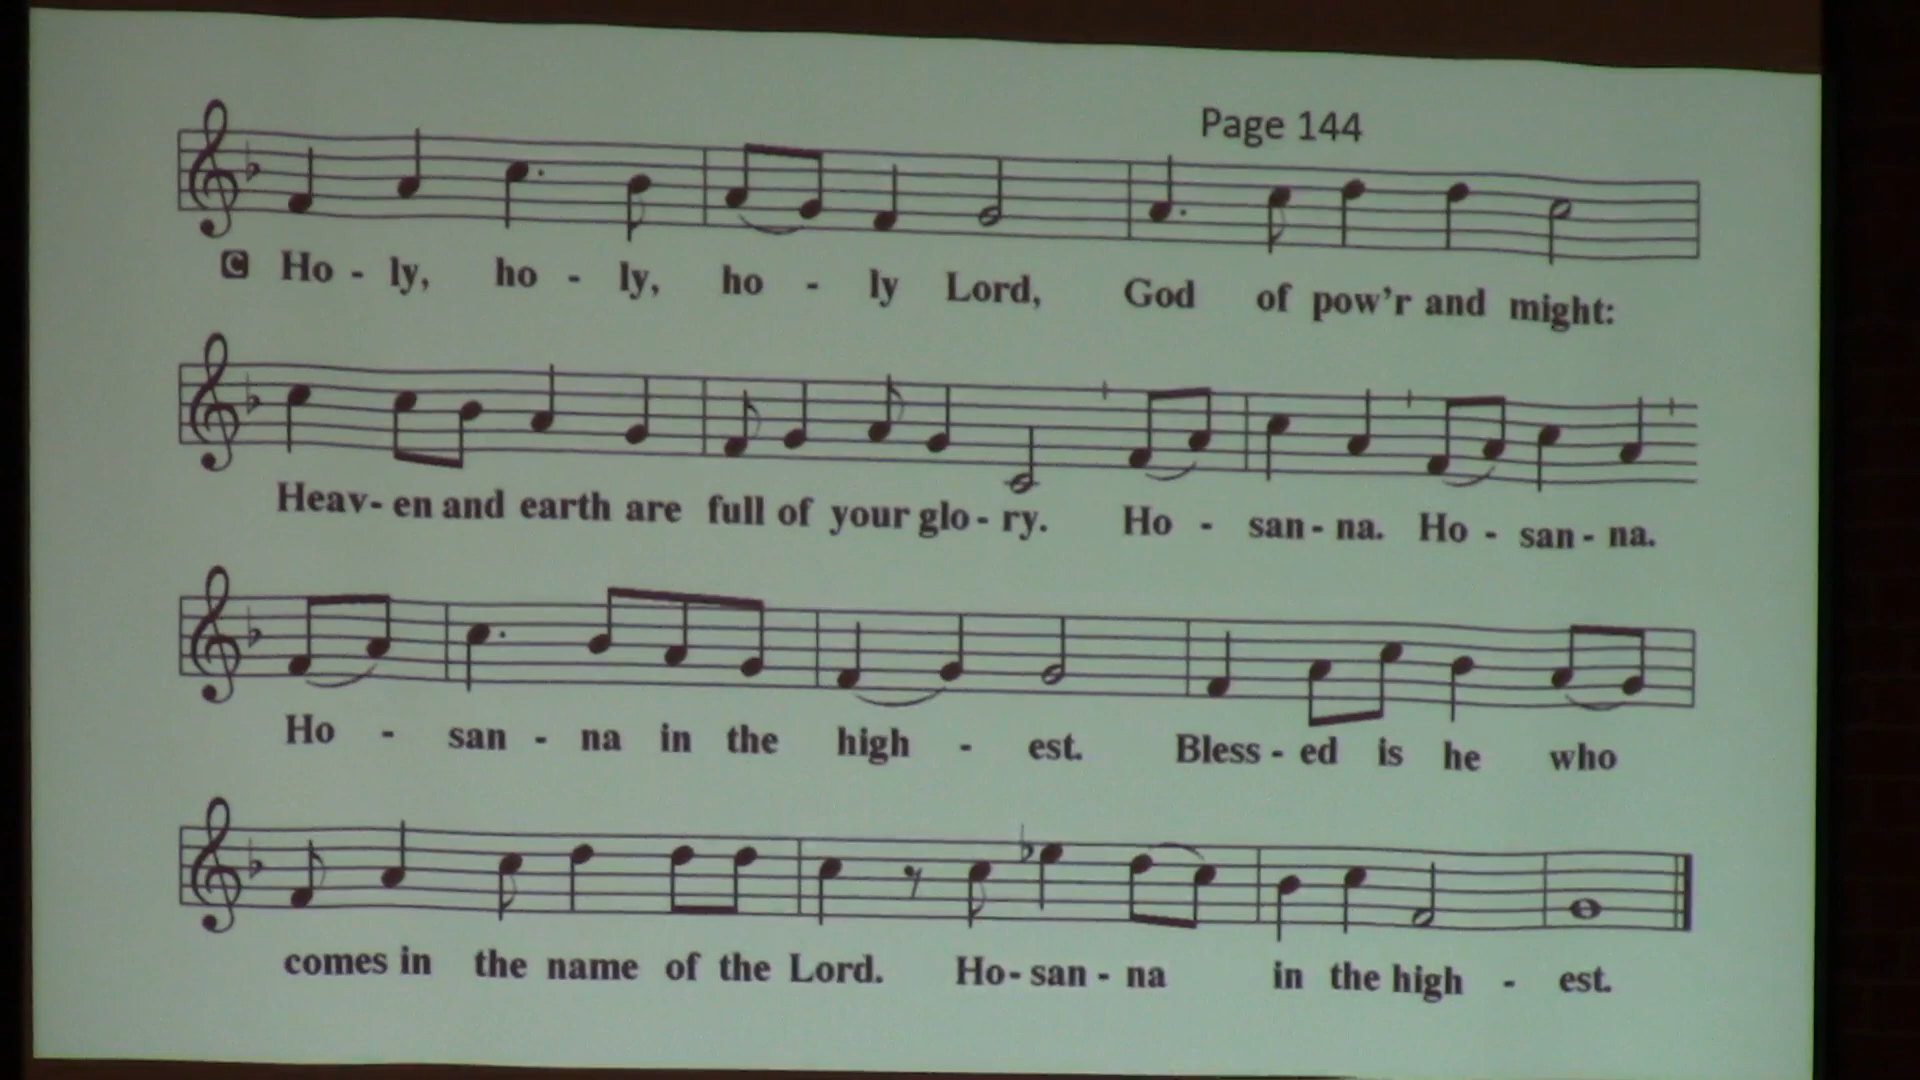 Page 144
C Ho - ly, ho - ly, ho - ly Lord, God of pow'r and might:
Heav - en and earth are full of your glo - ry. Ho - san - na. Ho - san - na.
Ho - san - na in the high - est. Bless - ed is he who
comes in the name of the Lord. Ho - san - na in the high - est.